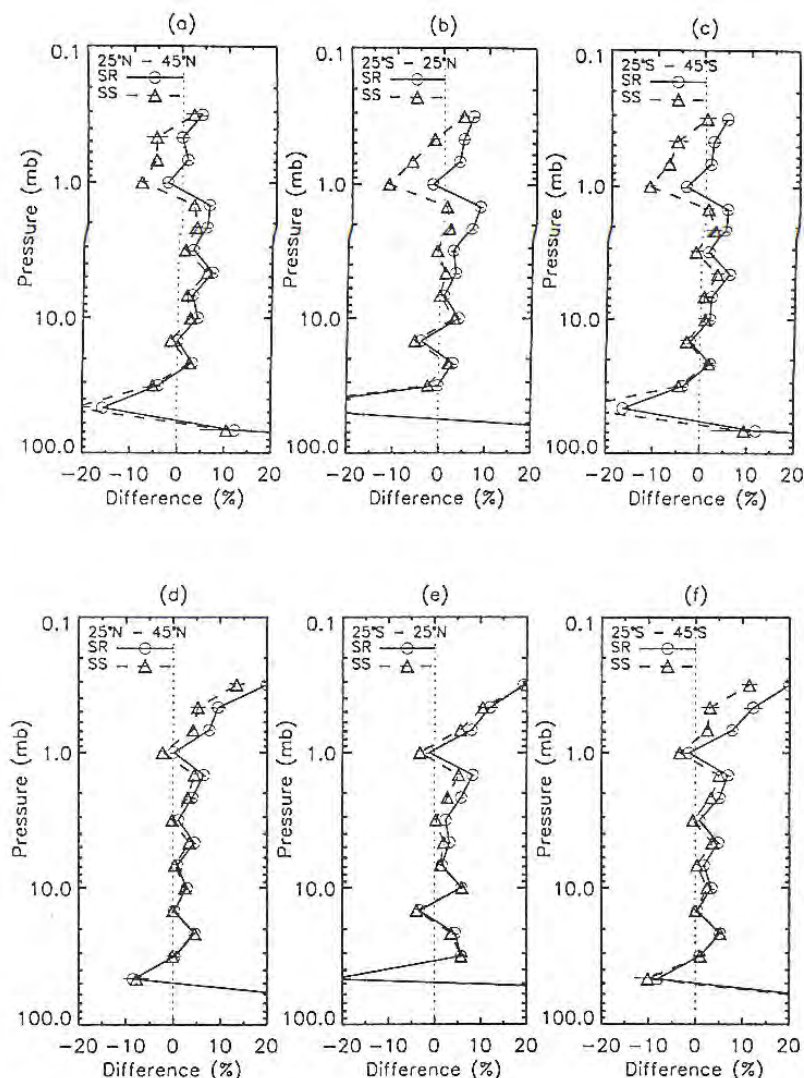 (a)
25°N – 45°N
SR
SS
0.1
1.0
10.0
100.0
Pressure (mb)
−20 −10 0 10 20
Difference (%)
(b)
25°S – 25°N
SR
SS
0.1
1.0
10.0
100.0
Pressure (mb)
−20 −10 0 10 20
Difference (%)
(c)
25°S – 45°S
SR
SS
0.1
1.0
10.0
100.0
Pressure (mb)
−20 −10 0 10 20
Difference (%)
(d)
25°N – 45°N
SR
SS
0.1
1.0
10.0
100.0
Pressure (mb)
−20 −10 0 10 20
Difference (%)
(e)
25°S – 25°N
SR
SS
0.1
1.0
10.0
100.0
Pressure (mb)
−20 −10 0 10 20
Difference (%)
(f)
25°S – 45°S
SR
SS
0.1
1.0
10.0
100.0
Pressure (mb)
−20 −10 0 10 20
Difference (%)